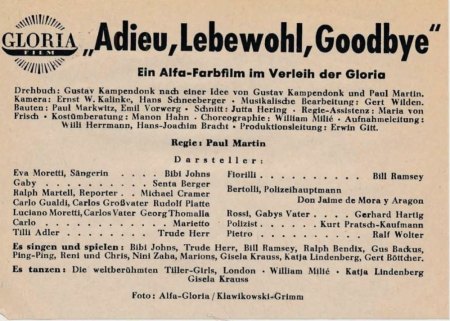 GLORIA
FILM
„Adieu, Lebewohl, Goodbye“
Ein Alfa-Farbfilm im Verleih der Gloria
Drehbuch: Gustav Kampendonk nach einer Idee von Gustav Kampendonk und Paul Martin.
Kamera: Ernst W. Kalinke, Hans Schneeberger • Musikalische Bearbeitung: Gert Wilden.
Bauten: Paul Markwitz, Emil Vorwerg • Schnitt: Jutta Hering • Regie-Assistenz: Maria von
Frisch • Kostümberatung: Manon Hahn • Choreographie: William Milié • Aufnahmeleitung:
Willi Herrmann, Hans-Joachim Bracht • Produktionsleitung: Erwin Gitt.
Regie: Paul Martin
Darsteller:
Eva Moretti, Sängerin . . . Bibi Johns
Gaby . . . Senta Berger
Ralph Martell, Reporter . Michael Cramer
Carlo Gualdi, Carlos Großvater Rudolf Platte
Luciano Moretti, Carlos Vater Georg Thomalla
Carlo . . . Marietto
Tilli Adler . . . Trude Herr
Fiorilli . . . Bill Ramsey
Bertolli, Polizeihauptmann
Don Jaime de Mora y Aragon
Rossi, Gabys Vater . . Gerhard Hartig
Polizist . . Kurt Pratsch-Kaufmann
Pietro . . . Ralf Wolter
Es singen und spielen: Bibi Johns, Trude Herr, Bill Ramsey, Ralph Bendix, Gus Backus,
Ping-Ping, Reni und Chris, Nini Zaha, Marions, Gisela Krauss, Katja Lindenberg, Gert Böttcher.
Es tanzen: Die weltberühmten Tiller-Girls, London • William Milié • Katja Lindenberg
Gisela Krauss
Foto: Alfa-Gloria / Klawikowski-Grimm